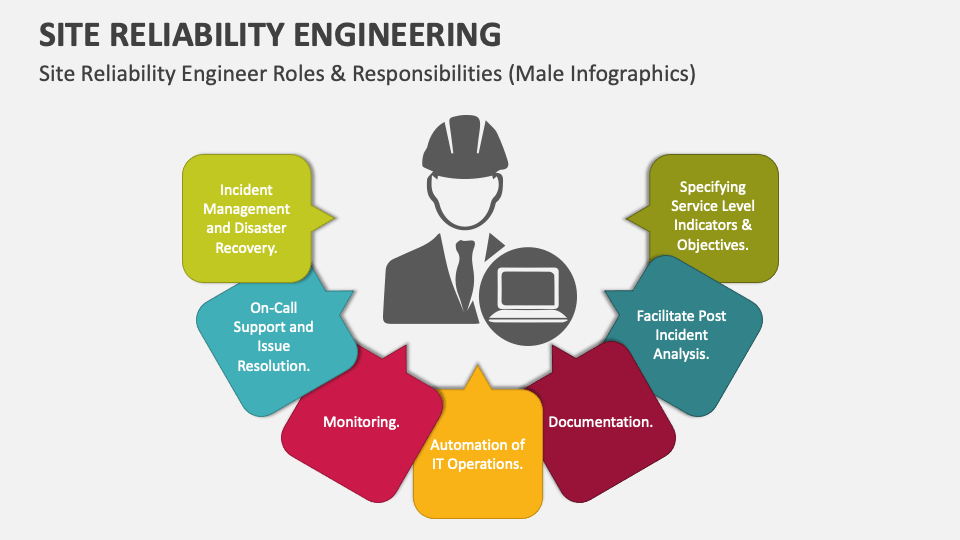 SITE RELIABILITY ENGINEERING
Site Reliability Engineer Roles & Responsibilities (Male Infographics)
Incident
Management
and Disaster
Recovery.
On-Call
Support and
Issue
Resolution.
Monitoring.
Automation of
IT Operations.
Documentation.
Facilitate Post
Incident
Analysis.
Specifying
Service Level
Indicators &
Objectives.